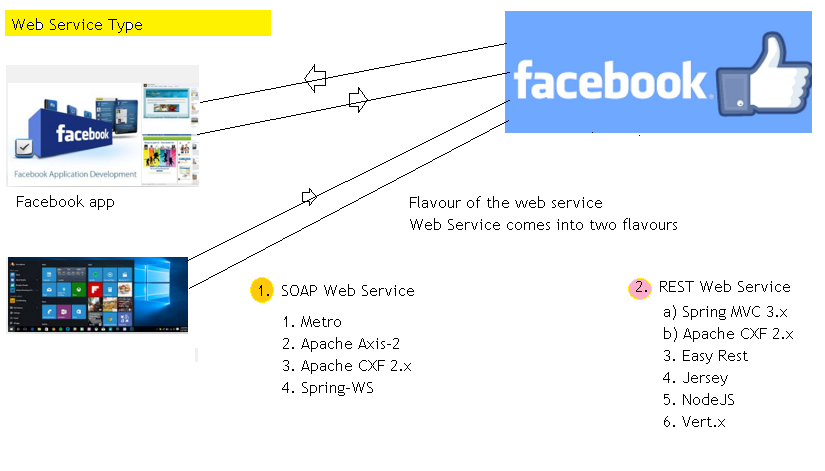 Web Service Type
facebook
facebook
Facebook Application Development
Facebook app
Flavour of the web service
Web Service comes into two flavours
1. SOAP Web Service
1. Metro
2. Apache Axis-2
3. Apache CXF 2.x
4. Spring-WS
2. REST Web Service
a) Spring MVC 3.x
b) Apache CXF 2.x
3. Easy Rest
4. Jersey
5. NodeJS
6. Vert.x